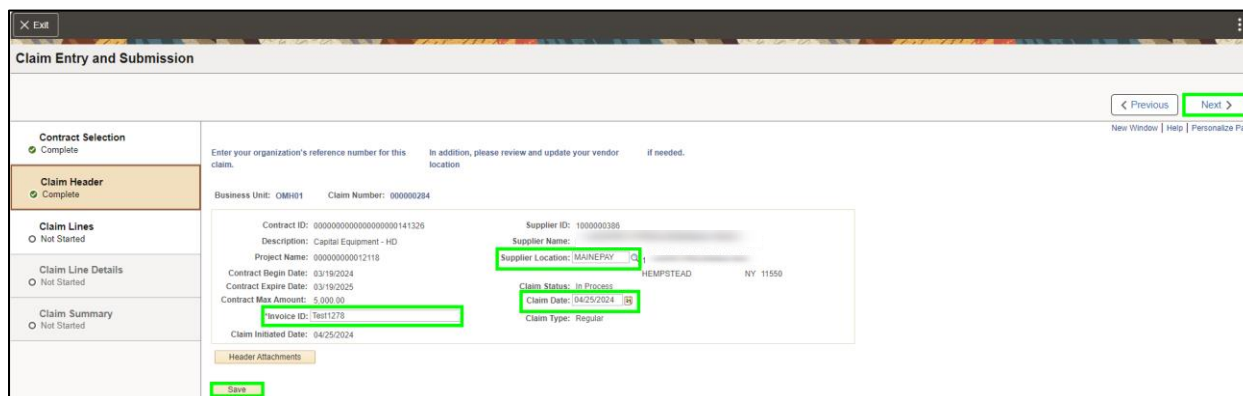 Exit
Claim Entry and Submission
Previous
Next
New Window | Help | Personalize Pa
Contract Selection
Complete
Claim Header
Complete
Claim Lines
Not Started
Claim Line Details
Not Started
Claim Summary
Not Started
Enter your organization's reference number for this claim.
In addition, please review and update your vendor location
if needed.
Business Unit: OMH01 Claim Number: 000000284
Contract ID: 0000000000000000000141326 Supplier ID: 1000000386
Description: Capital Equipment - HD Supplier Name:
Project Name: 000000000012118 Supplier Location: MAINEPAY 1
Contract Begin Date: 03/19/2024 HEMPSTEAD NY 11550
Contract Expire Date: 03/19/2025 Claim Status: In Process
Contract Max Amount: 5,000.00 Claim Date: 04/25/2024
*Invoice ID: Test1278 Claim Type: Regular
Claim Initiated Date: 04/25/2024
Header Attachments
Save